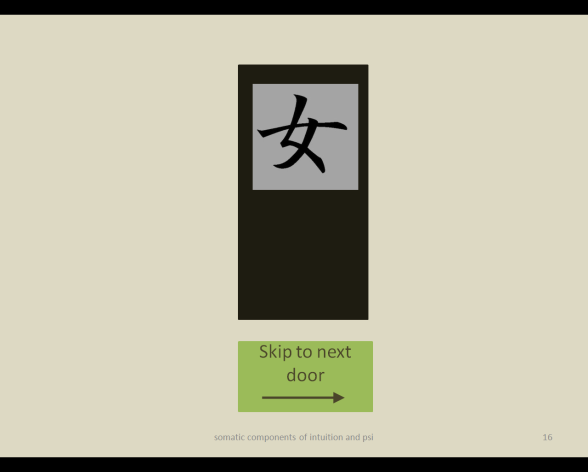 女
Skip to next
door
somatic components of intuition and psi
16